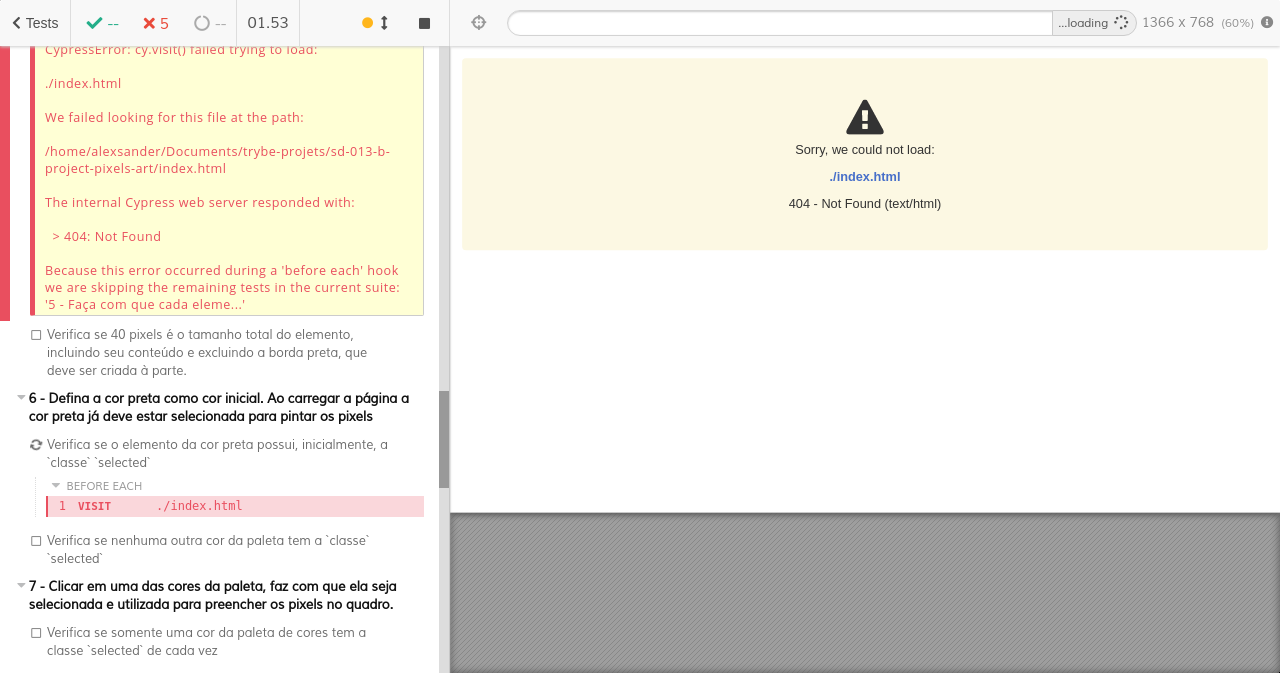 Tests
--
5
--
01.53
...loading
1366 x 768 (60%)
CypressError: cy.visit() failed trying to load:
./index.html
We failed looking for this file at the path:
/home/alexsander/Documents/trybe-projets/sd-013-b-
project-pixels-art/index.html
The internal Cypress web server responded with:
> 404: Not Found
Because this error occurred during a 'before each' hook
we are skipping the remaining tests in the current suite:
'5 - Faça com que cada eleme...'
Verifica se 40 pixels é o tamanho total do elemento,
incluindo seu conteúdo e excluindo a borda preta, que
deve ser criada à parte.
6 - Defina a cor preta como cor inicial. Ao carregar a página a
cor preta já deve estar selecionada para pintar os pixels
Verifica se o elemento da cor preta possui, inicialmente, a
`classe` `selected`
BEFORE EACH
1 VISIT ./index.html
Verifica se nenhuma outra cor da paleta tem a `classe`
`selected`
7 - Clicar em uma das cores da paleta, faz com que ela seja
selecionada e utilizada para preencher os pixels no quadro.
Verifica se somente uma cor da paleta de cores tem a
classe `selected` de cada vez
Sorry, we could not load:
./index.html
404 - Not Found (text/html)